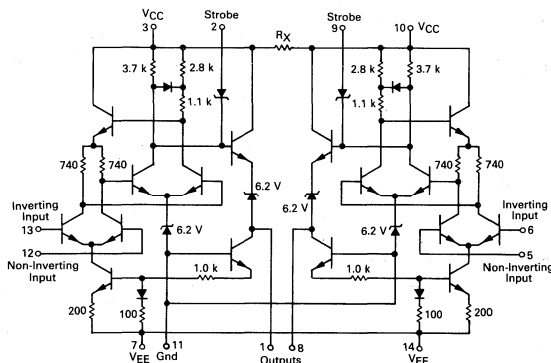 VCC
3
Strobe
2
Strobe
9
10
VCC
RX
3.7 k
2.8 k
2.8 k
3.7 k
1.1 k
1.1 k
740
740
740
740
6.2 V
6.2 V
6.2 V
6.2 V
Inverting
Input
13
12
Non-Inverting
Input
Inverting
Input
6
5
Non-Inverting
Input
1.0 k
1.0 k
200
100
100
200
7
VEE
11
Gnd
1
8
Outputs
14
VEE